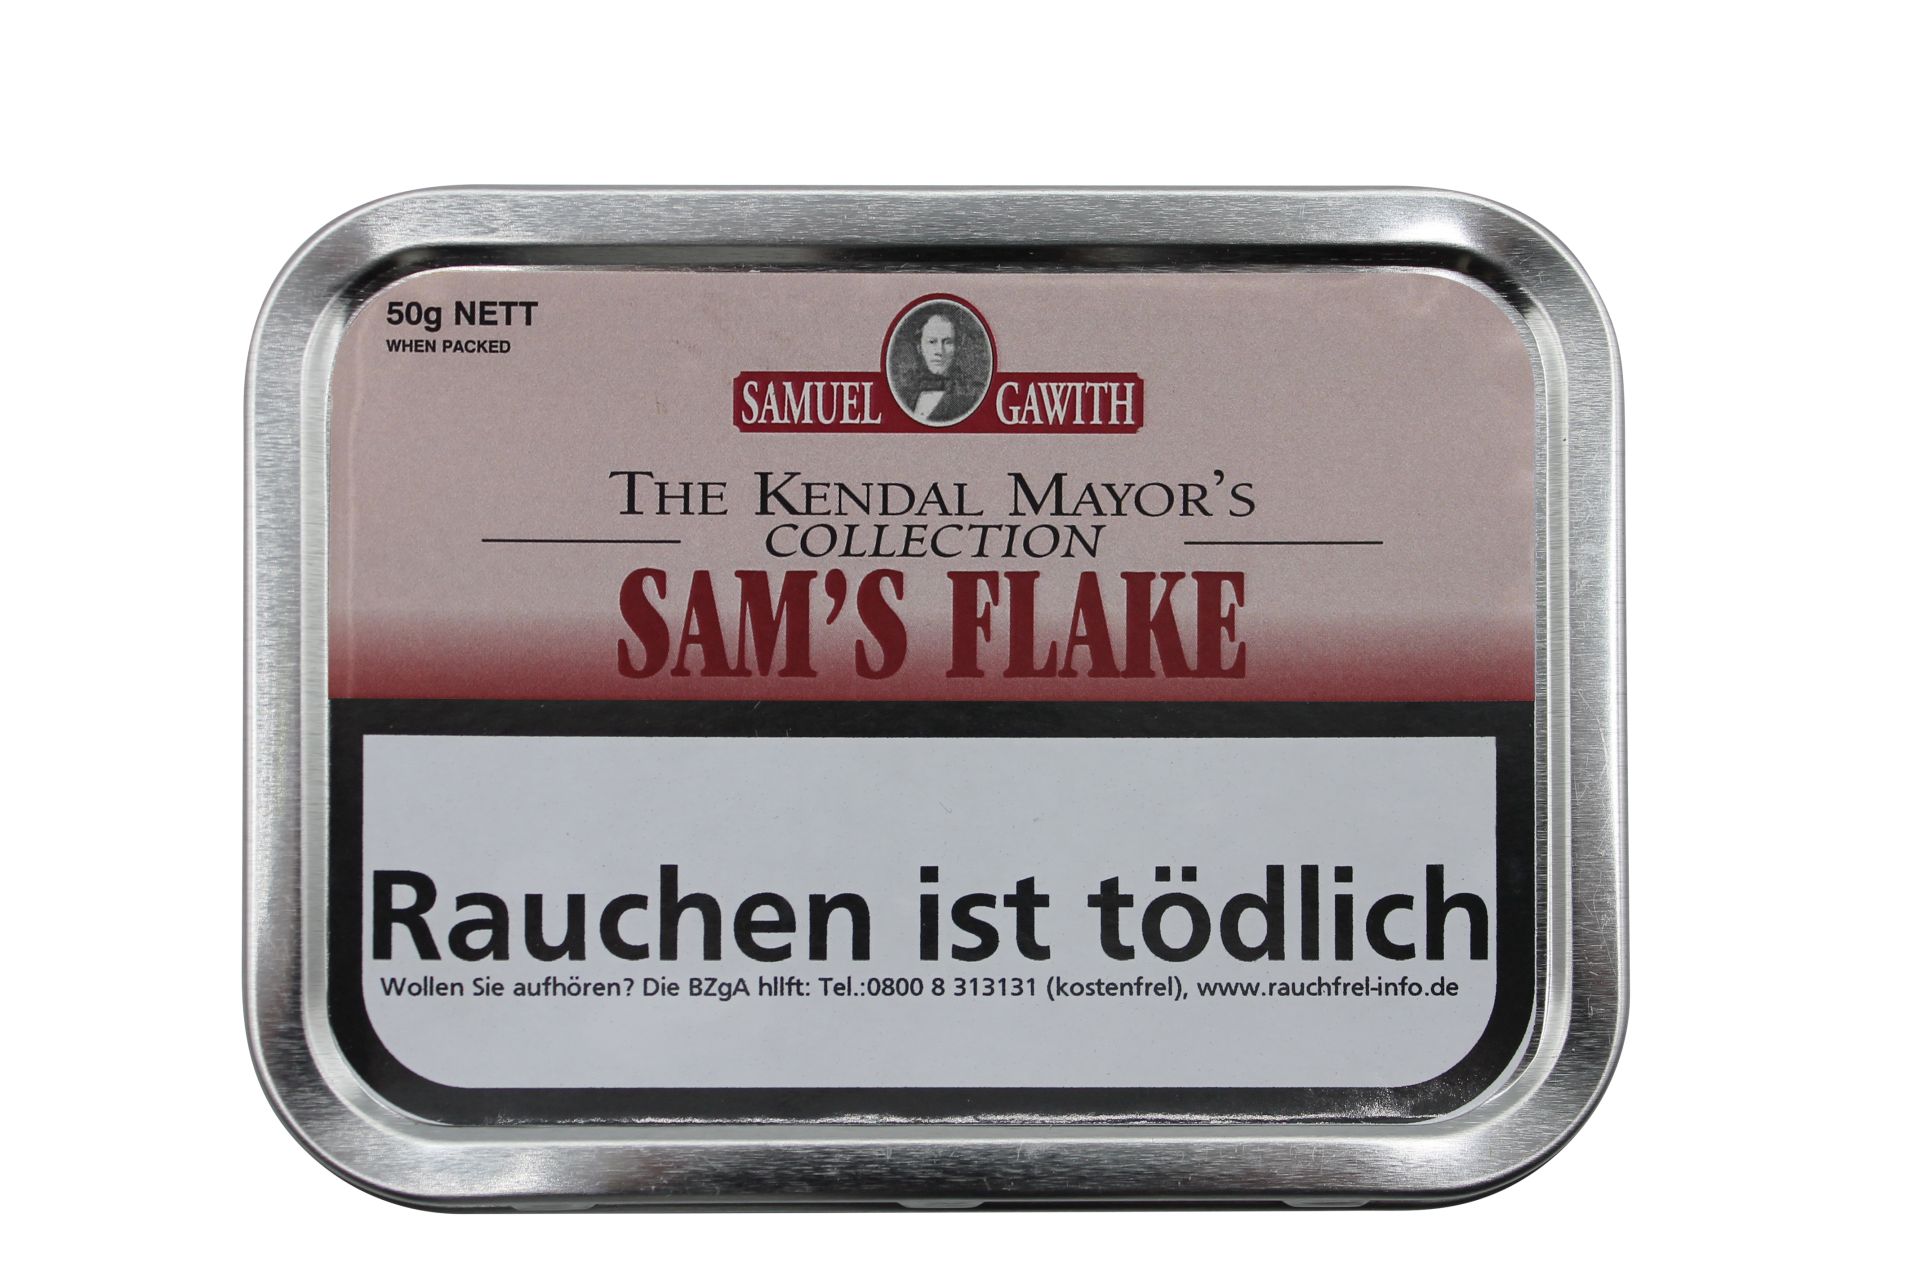 50g NETT
WHEN PACKED
SAMUEL GAWITH
THE KENDAL MAYOR'S
COLLECTION
SAM'S FLAKE
Rauchen ist tödlich
Wollen Sie aufhören? Die BZgA hllft: Tel.:0800 8 313131 (kostenfrel), www.rauchfrel-info.de